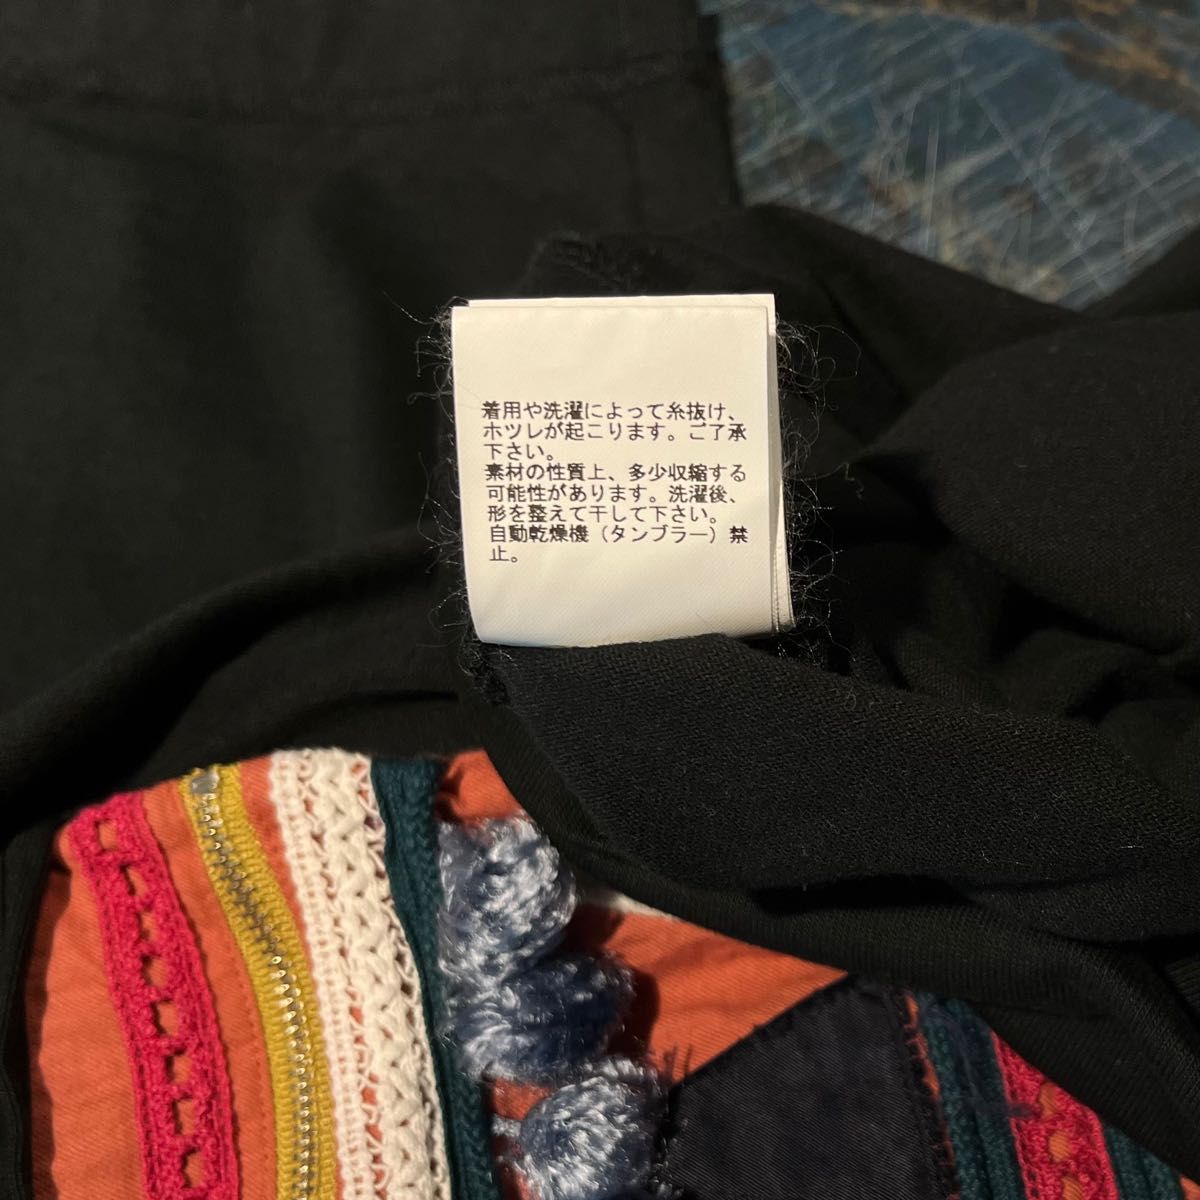 着用や洗濯によって糸抜け、
ホツレが起こります。ご了承
下さい。
素材の性質上、多少収縮する
可能性があります。洗濯後、
形を整えて干して下さい。
自動乾燥機（タンブラー）禁
止。